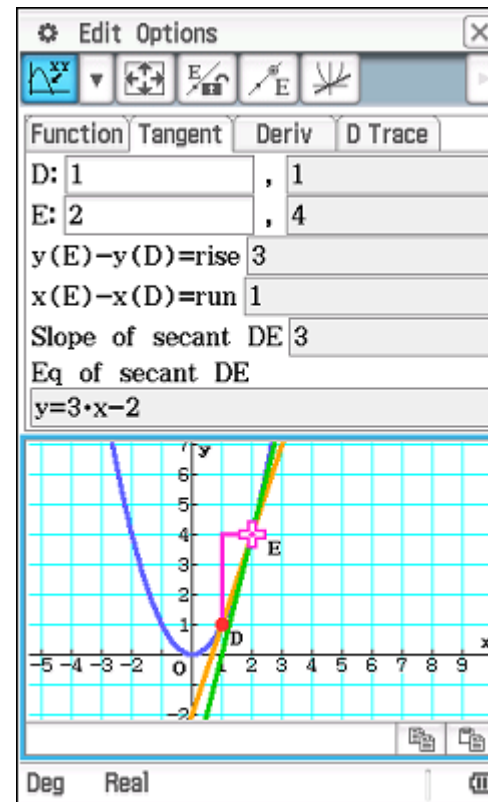 Edit Options
Function Tangent Deriv D Trace
D: 1 , 1
E: 2 , 4
y(E)-y(D)=rise 3
x(E)-x(D)=run 1
Slope of secant DE 3
Eq of secant DE
y=3·x-2
7 y
6
5
4
E
3
2
1
D
x
-5 -4 -3 -2 O 1 2 3 4 5 6 7 8 9
-2
Deg Real